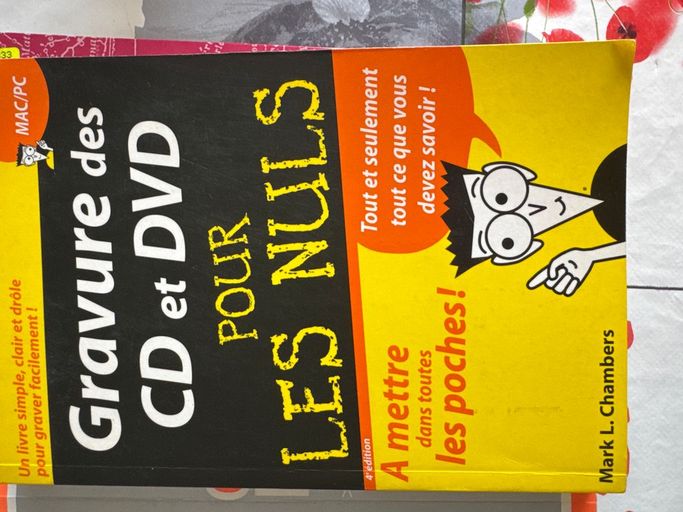 Un livre simple, clair et drôle
pour graver facilement !
MAC/PC
Gravure des
CD et DVD
POUR
LES NULS
4e édition
A mettre
dans toutes
les poches !
Tout et seulement
tout ce que vous
devez savoir !
Mark L. Chambers